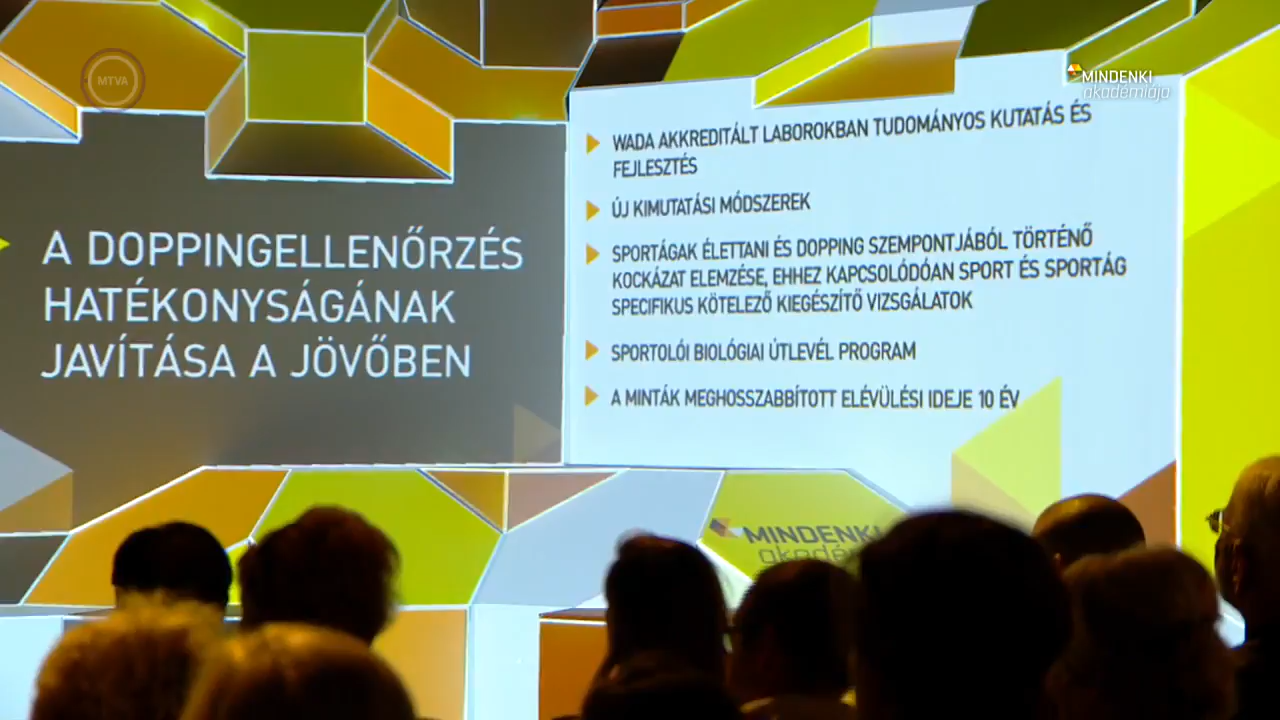 MTVA
MINDENKI
akadémiája
A DOPPINGELLENŐRZÉS
HATÉKONYSÁGÁNAK
JAVÍTÁSA A JÖVŐBEN
WADA AKKREDITÁLT LABOROKBAN TUDOMÁNYOS KUTATÁS ÉS
FEJLESZTÉS
ÚJ KIMUTATÁSI MÓDSZEREK
SPORTÁGAK ÉLETTANI ÉS DOPPING SZEMPONTJÁBÓL TÖRTÉNŐ
KOCKÁZAT ELEMZÉSE, EHHEZ KAPCSOLÓDÓAN SPORT ÉS SPORTÁG
SPECIFIKUS KÖTELEZŐ KIEGÉSZÍTŐ VIZSGÁLATOK
SPORTOLÓI BIOLÓGIAI ÚTLEVÉL PROGRAM
A MINTÁK MEGHOSSZABBÍTOTT ELÉVÜLÉSI IDEJE 10 ÉV
MINDENKI